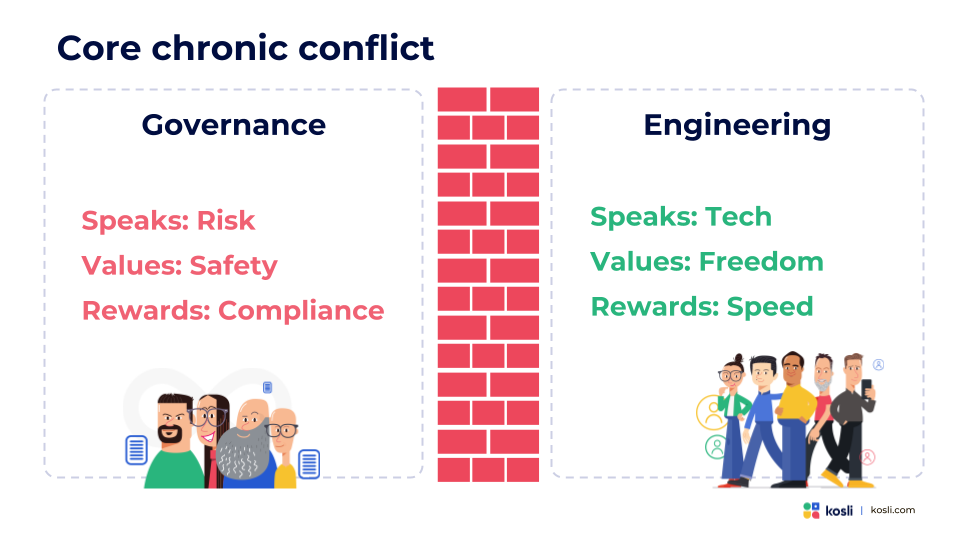 Core chronic conflict
Governance
Speaks: Risk
Values: Safety
Rewards: Compliance
Engineering
Speaks: Tech
Values: Freedom
Rewards: Speed
kosli | kosli.com